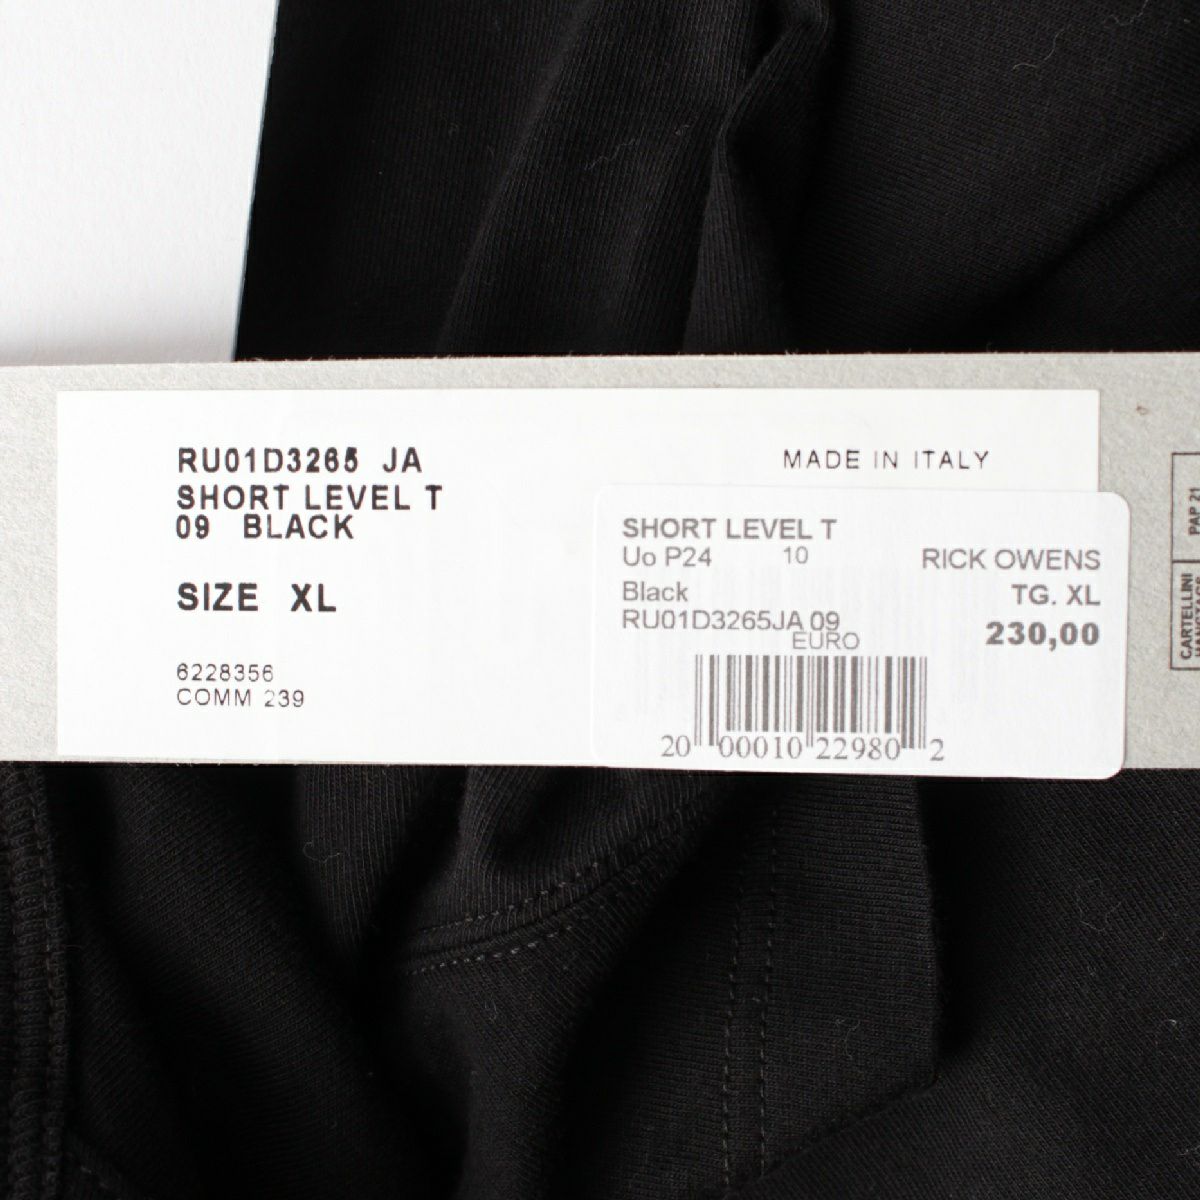 RU01D3265 JA
SHORT LEVEL T
09 BLACK
SIZE XL
6228356
COMM 239
MADE IN ITALY
SHORT LEVEL T
Uo P24 10 RICK OWENS
Black TG. XL
RU01D3265JA 09
EURO 230,00
20 00010 22980 2
PAP 21
CARTELLINI